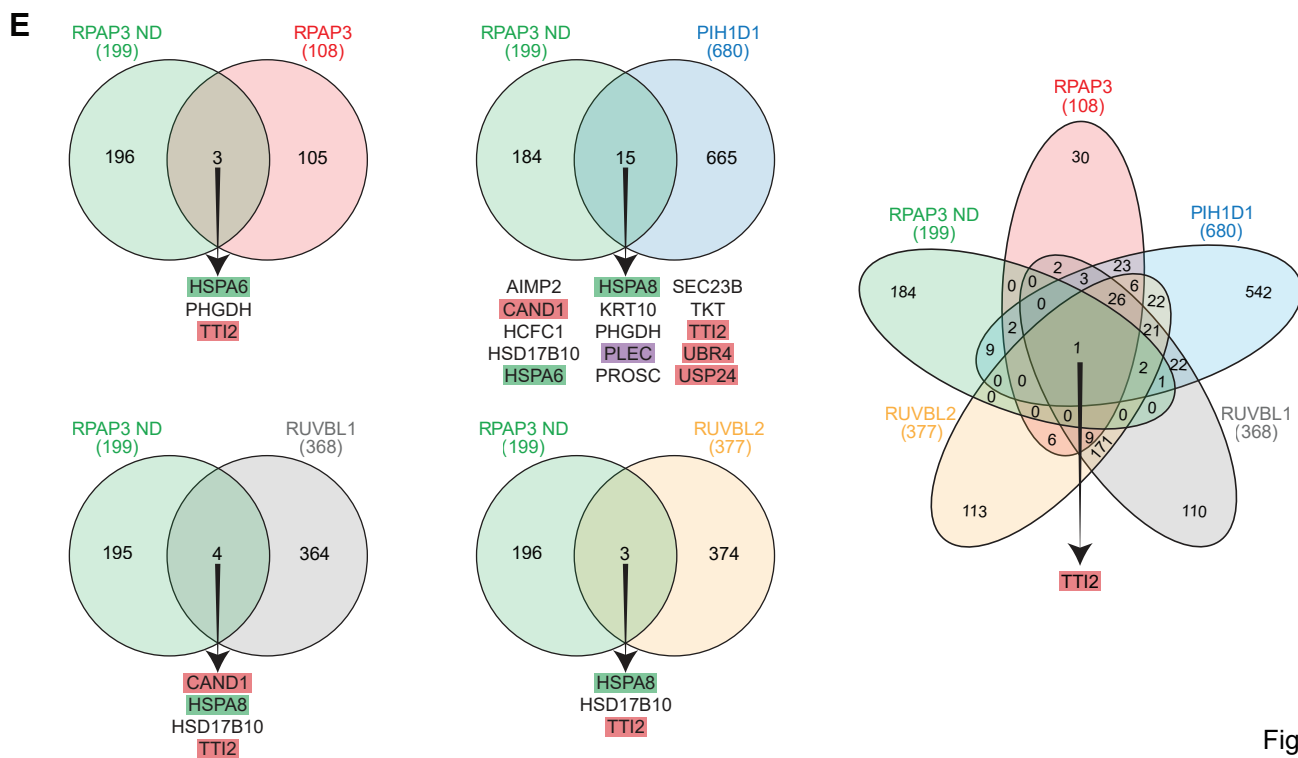 E
RPAP3 ND
(199)
RPAP3
(108)
196
3
105
HSPA6
PHGDH
TTI2
RPAP3 ND
(199)
PIH1D1
(680)
184
15
665
AIMP2 HSPA8 SEC23B
CAND1 KRT10 TKT
HCFC1 PHGDH TTI2
HSD17B10 PLEC UBR4
HSPA6 PROSC USP24
RPAP3 ND
(199)
RUVBL1
(368)
195
4
364
CAND1
HSPA8
HSD17B10
TTI2
RPAP3 ND
(199)
RUVBL2
(377)
196
3
374
HSPA8
HSD17B10
TTI2
RPAP3
(108)
30
RPAP3 ND
(199)
PIH1D1
(680)
184
542
2
23
0
0
3
6
0
26
22
2
21
9
1
2
22
0
0
1
0
0
0
0
0
6
9
171
RUVBL2
(377)
RUVBL1
(368)
113
110
TTI2
Fig